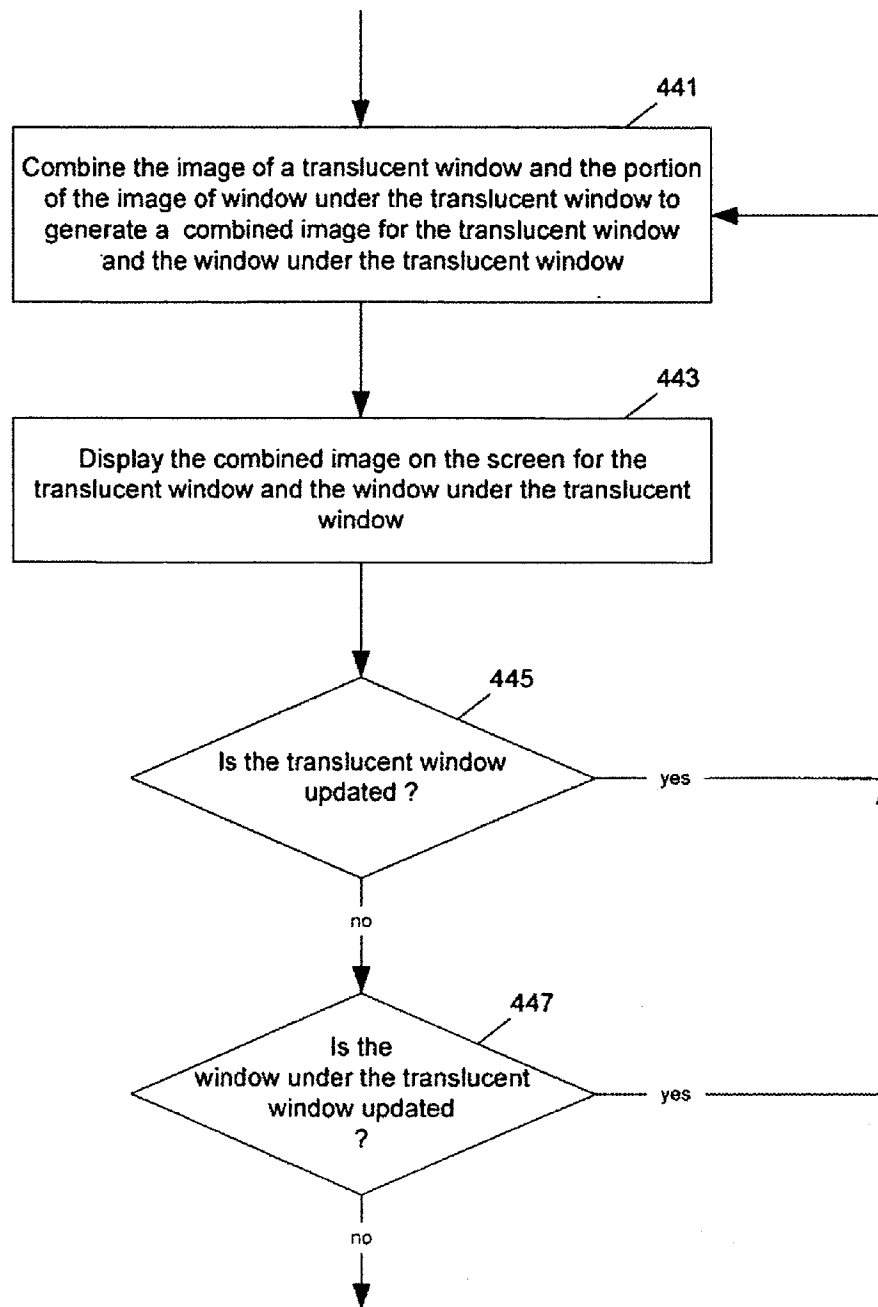 441
Combine the image of a translucent window and the portion
of the image of window under the translucent window to
generate a combined image for the translucent window
and the window under the translucent window
443
Display the combined image on the screen for the
translucent window and the window under the translucent
window
445
Is the translucent window
updated ?
yes
no
447
Is the
window under the translucent
window updated
?
yes
no